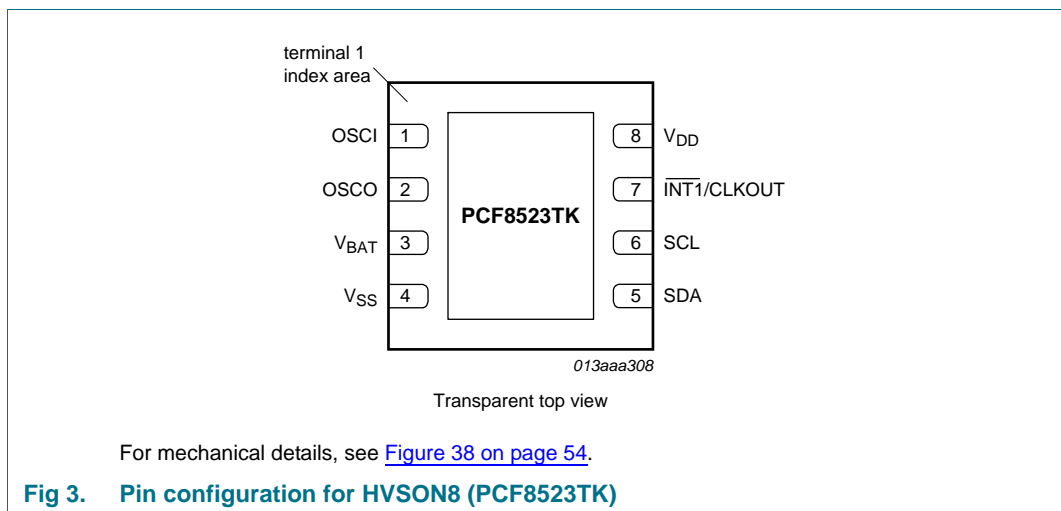 terminal 1
index area
OSCI 1
8 VDD
OSCO 2
7 INT1/CLKOUT
PCF8523TK
VBAT 3
6 SCL
VSS 4
5 SDA
013aaa308
Transparent top view
For mechanical details, see Figure 38 on page 54.
Fig 3. Pin configuration for HVSON8 (PCF8523TK)